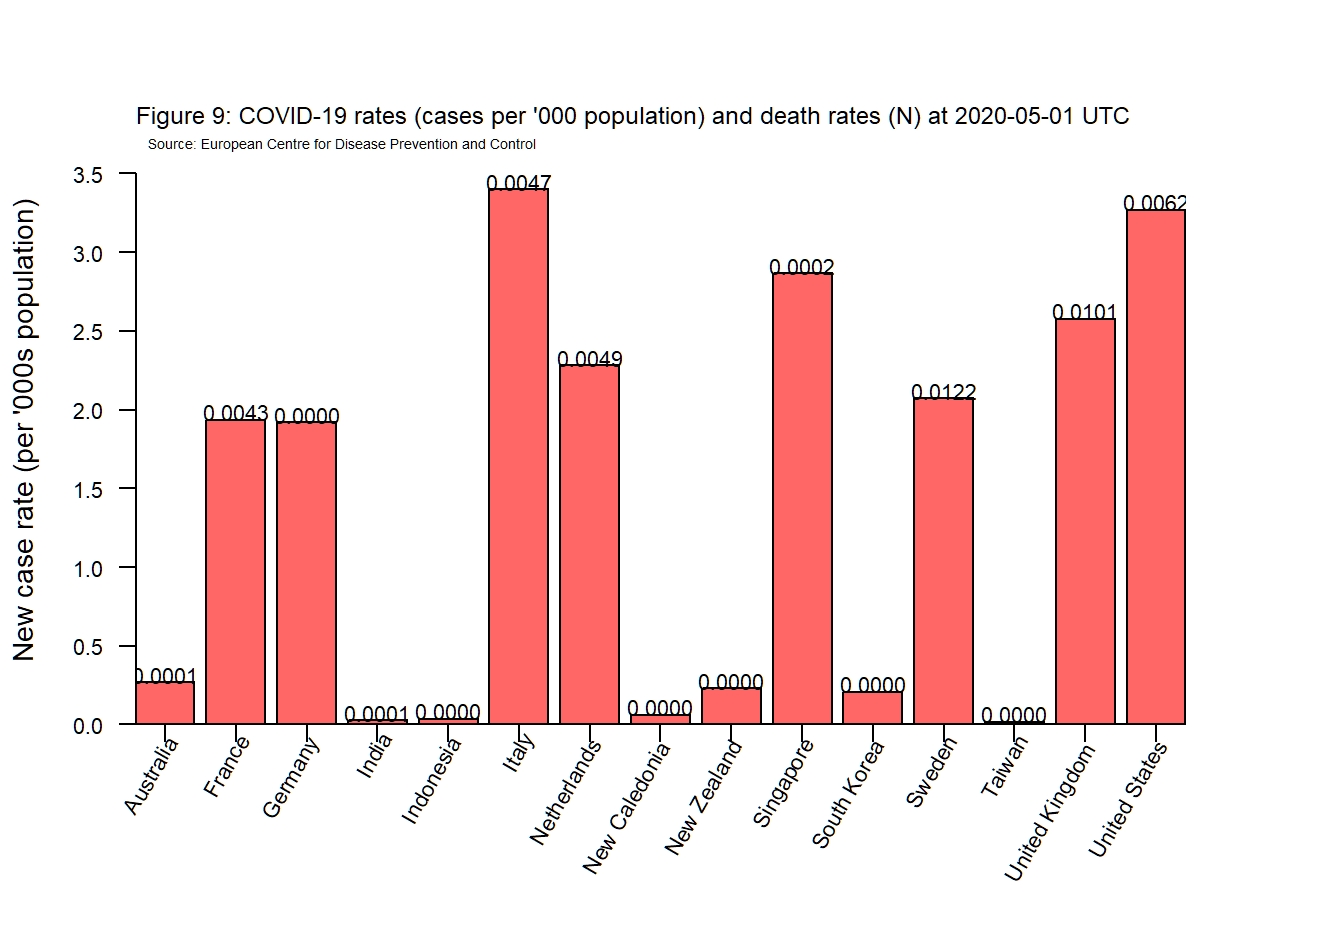 Figure 9: COVID-19 rates (cases per '000 population) and death rates (N) at 2020-05-01 UTC
Source: European Centre for Disease Prevention and Control
New case rate (per '000s population)
3.5
3.0
2.5
2.0
1.5
1.0
0.5
0.0
0.0001
0.0043
0.0000
0.0001
0.0000
0.0047
0.0049
0.0000
0.0000
0.0002
0.0000
0.0122
0.0000
0.0101
0.0062
Australia
France
Germany
India
Indonesia
Italy
Netherlands
New Caledonia
New Zealand
Singapore
South Korea
Sweden
Taiwan
United Kingdom
United States